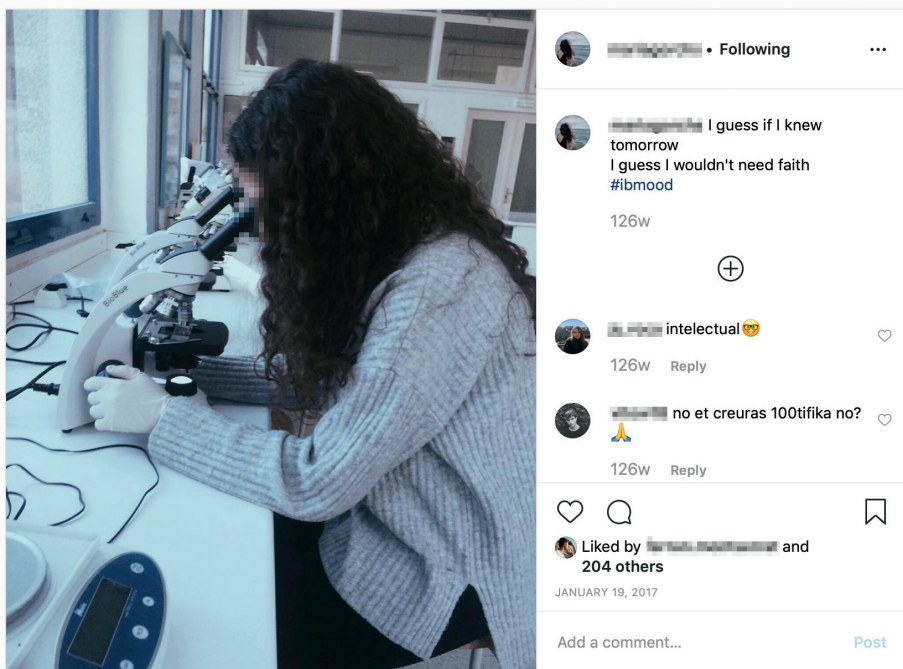 • Following
I guess if I knew
tomorrow
I guess I wouldn't need faith
#ibmood
126w
intelectual🤓
126w Reply
no et creuras 100tifika no?
🙏
126w Reply
Liked by
and
204 others
JANUARY 19, 2017
Add a comment... Post
BioBlue